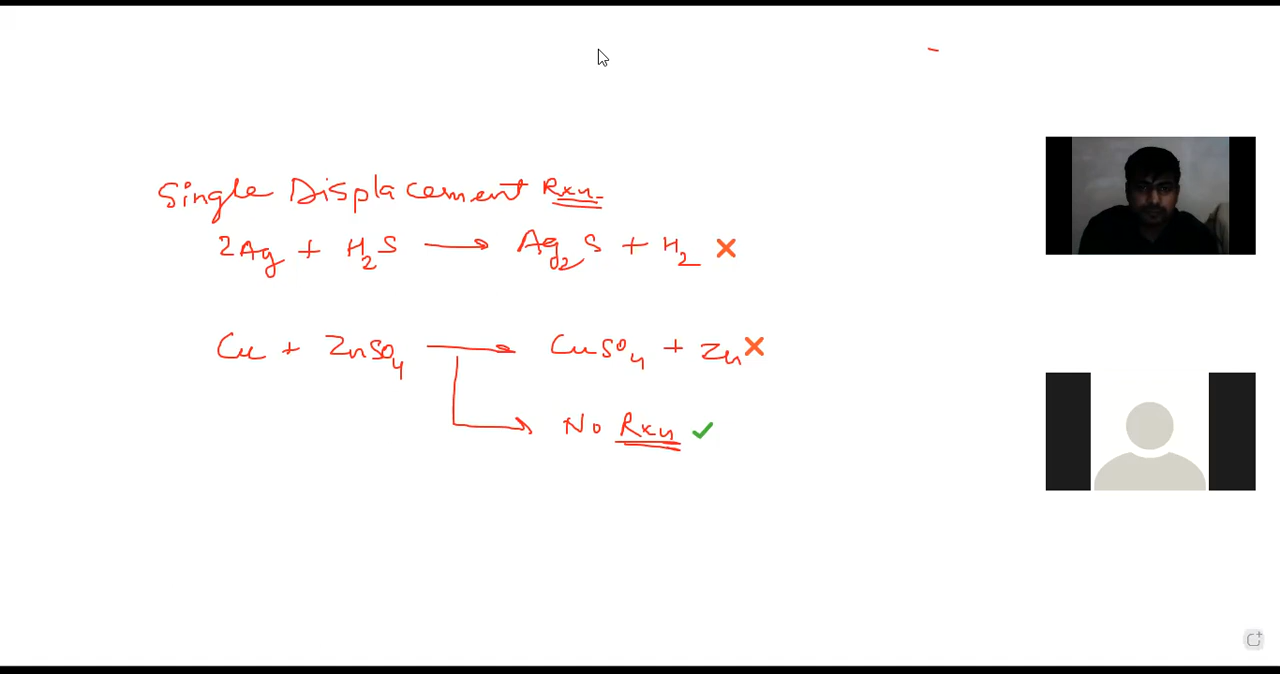 Single Displacement Rxn
2Ag + H₂S → Ag₂S + H₂ ✕
Cu + ZnSO₄ → CuSO₄ + Zn ✕
→ No Rxn ✓